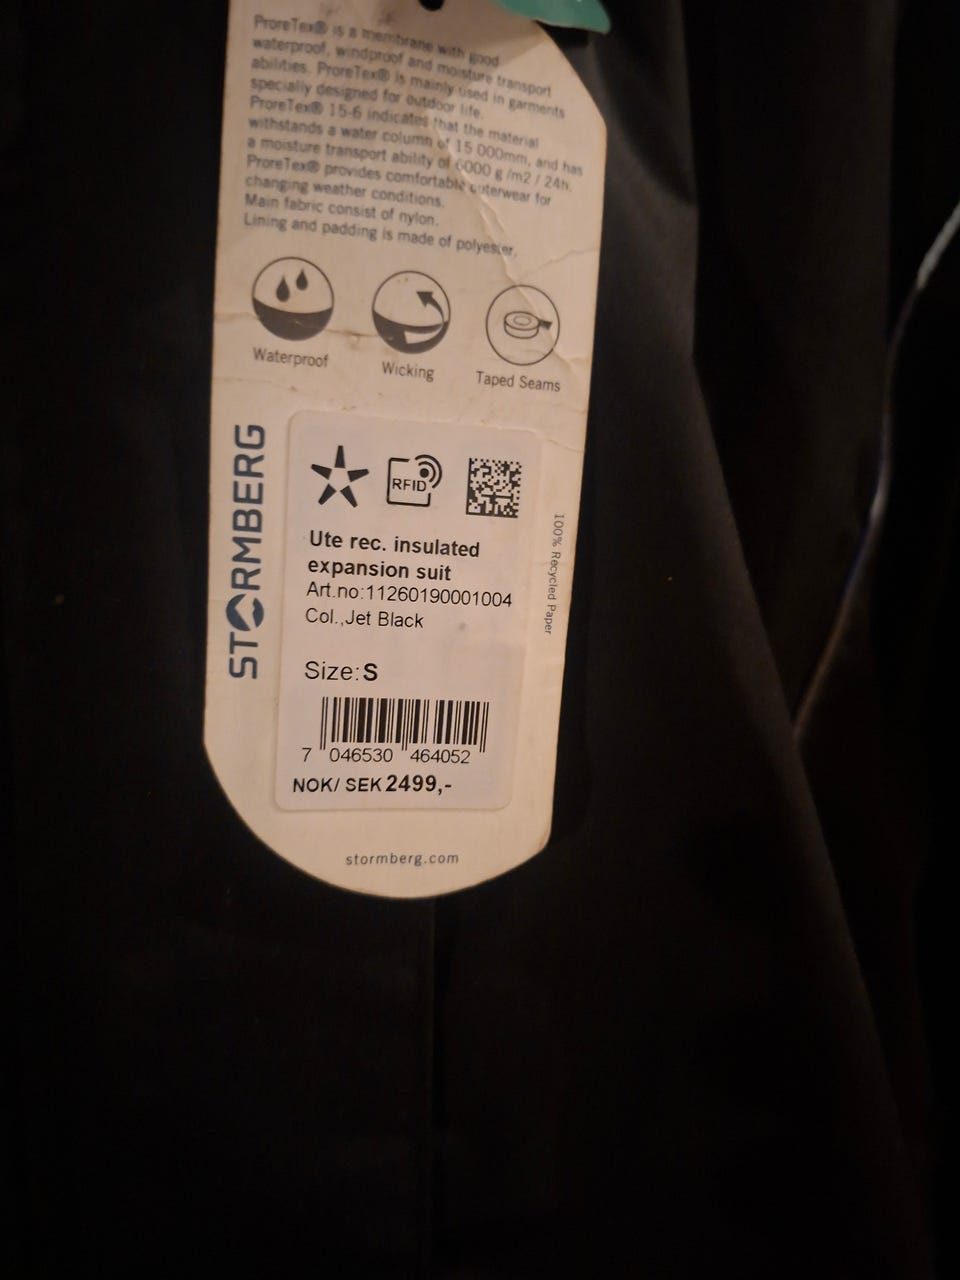 ProreTex® is a membrane with good
waterproof, windproof and moisture transport
abilities. ProreTex® is mainly used in garments
specially designed for outdoor life.
ProreTex® 15-6 indicates that the material
withstands a water column of 15 000mm, and has
a moisture transport ability of 6000 g/m2 / 24h.
ProreTex® provides comfortable outerwear for
changing weather conditions.
Main fabric consist of nylon.
Lining and padding is made of polyester.
Waterproof
Wicking
Taped Seams
STORMBERG
RFID
Ute rec. insulated
expansion suit
Art.no:11260190001004
Col.,Jet Black
Size:S
7 046530 464052
NOK/ SEK 2499,-
100% Recycled Paper
stormberg.com